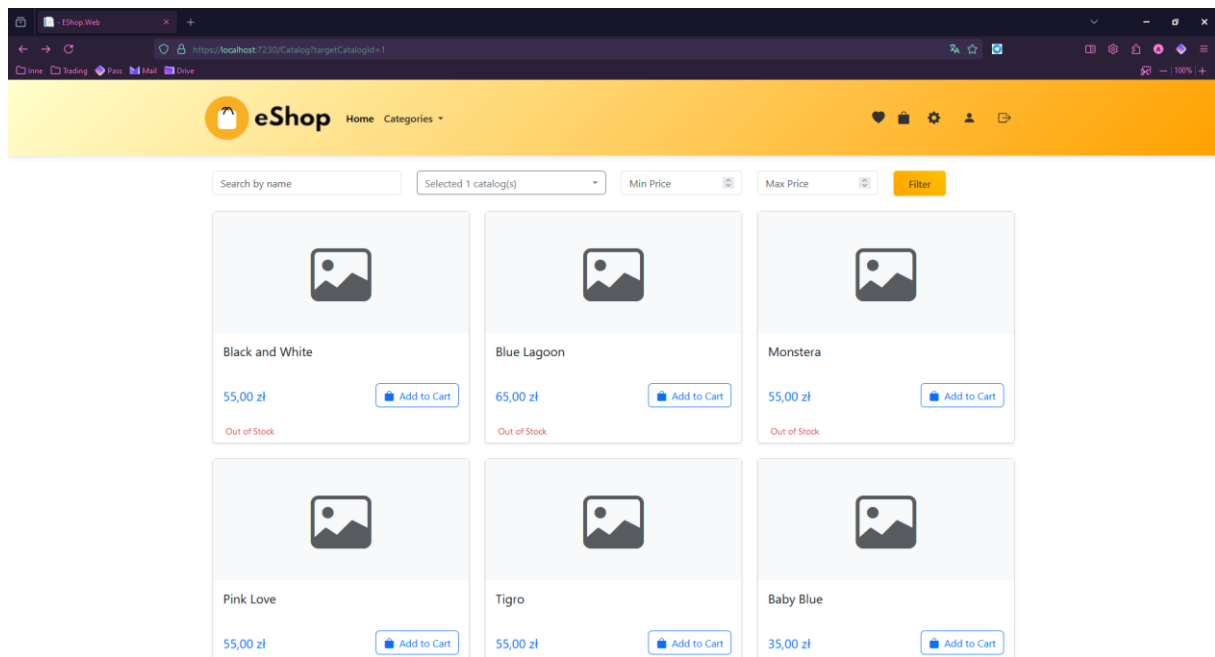 - EShop.Web
https://localhost:7230/Catalog?targetCatalogId=1
Inne Trading Pass Mail Drive 100%
eShop Home Categories
Search by name Selected 1 catalog(s) Min Price Max Price Filter
Black and White Blue Lagoon Monstera
55,00 zł Add to Cart 65,00 zł Add to Cart 55,00 zł Add to Cart
Out of Stock Out of Stock Out of Stock
Pink Love Tigro Baby Blue
55,00 zł Add to Cart 55,00 zł Add to Cart 35,00 zł Add to Cart